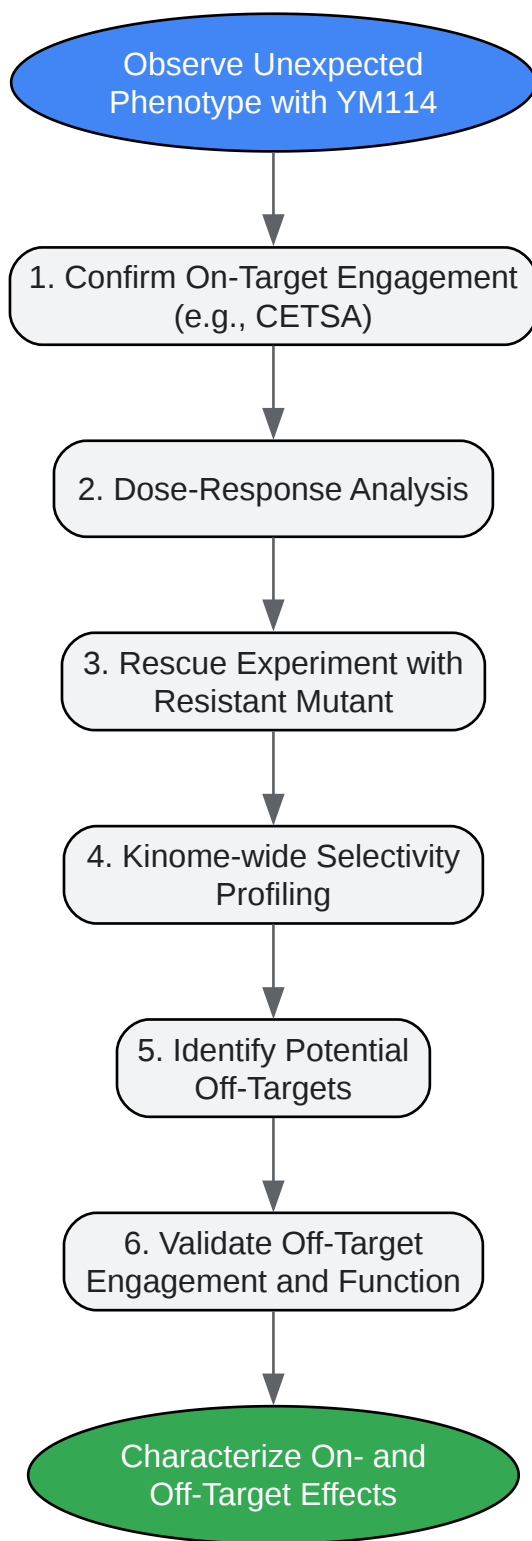 Observe Unexpected
Phenotype with YM114
1. Confirm On-Target Engagement
(e.g., CETSA)
2. Dose-Response Analysis
3. Rescue Experiment with
Resistant Mutant
4. Kinome-wide Selectivity
Profiling
5. Identify Potential
Off-Targets
6. Validate Off-Target
Engagement and Function
Characterize On- and
Off-Target Effects